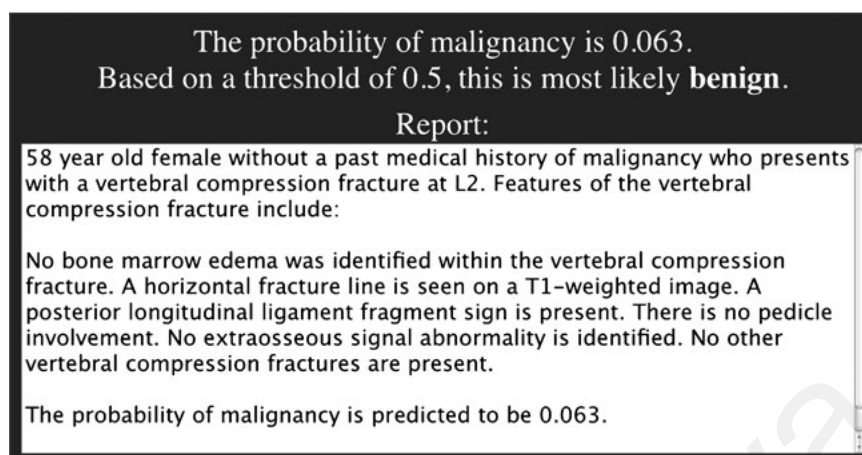 The probability of malignancy is 0.063.
Based on a threshold of 0.5, this is most likely benign.
Report:
58 year old female without a past medical history of malignancy who presents
with a vertebral compression fracture at L2. Features of the vertebral
compression fracture include:
No bone marrow edema was identified within the vertebral compression
fracture. A horizontal fracture line is seen on a T1-weighted image. A
posterior longitudinal ligament fragment sign is present. There is no pedicle
involvement. No extraosseous signal abnormality is identified. No other
vertebral compression fractures are present.
The probability of malignancy is predicted to be 0.063.